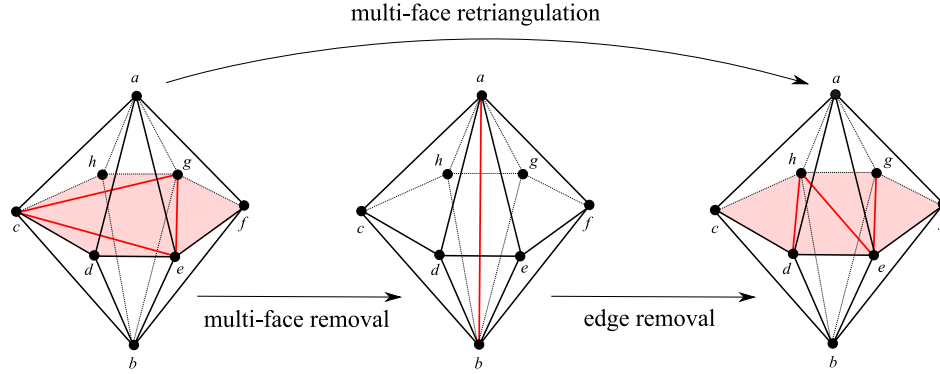 multi-face retriangulation
a
a
a
h
g
h
g
h
g
c
f
c
f
c
d
e
d
e
d
e
multi-face removal
edge removal
b
b
b